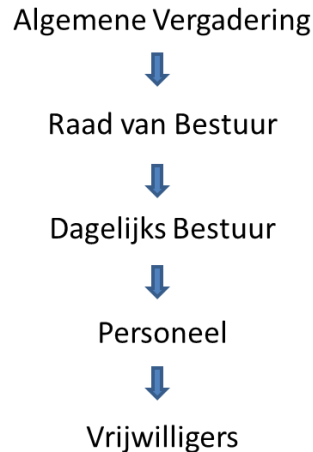 Algemene Vergadering
Raad van Bestuur
Dagelijks Bestuur
Personeel
Vrijwilligers